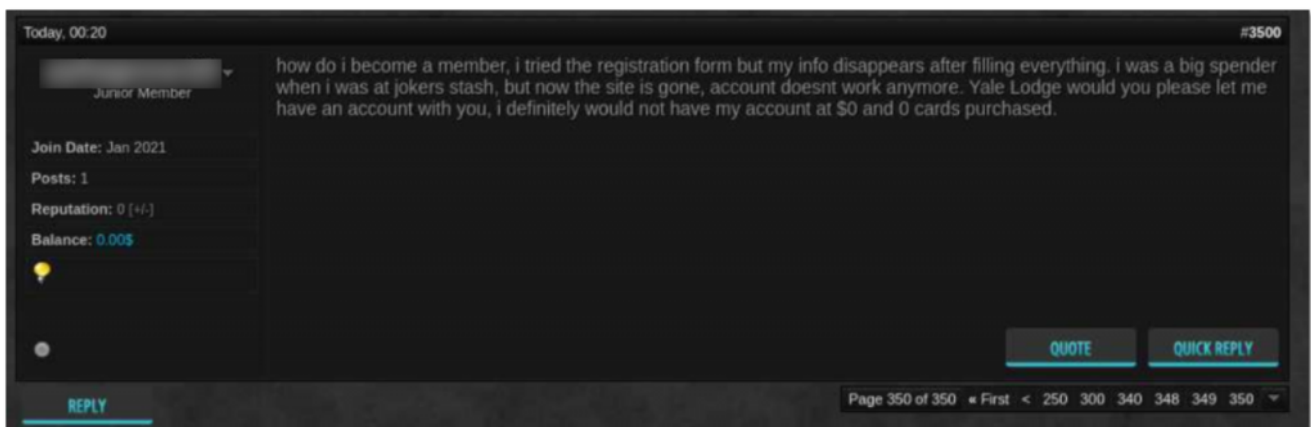 Today, 00:20 #3500
Junior Member
how do i become a member, i tried the registration form but my info disappears after filling everything. i was a big spender
when i was at jokers stash, but now the site is gone, account doesnt work anymore. Yale Lodge would you please let me
have an account with you, i definitely would not have my account at $0 and 0 cards purchased.
Join Date: Jan 2021
Posts: 1
Reputation: 0 [+/-]
Balance: 0.00$
QUOTE QUICK REPLY
REPLY
Page 350 of 350 « First < 250 300 340 348 349 350